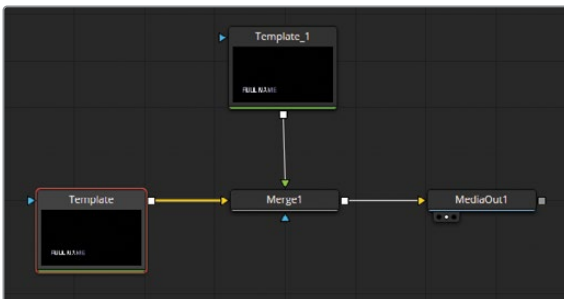 Template_1
FULL NAME
Template
Merge1
MediaOut1
FULL NAME